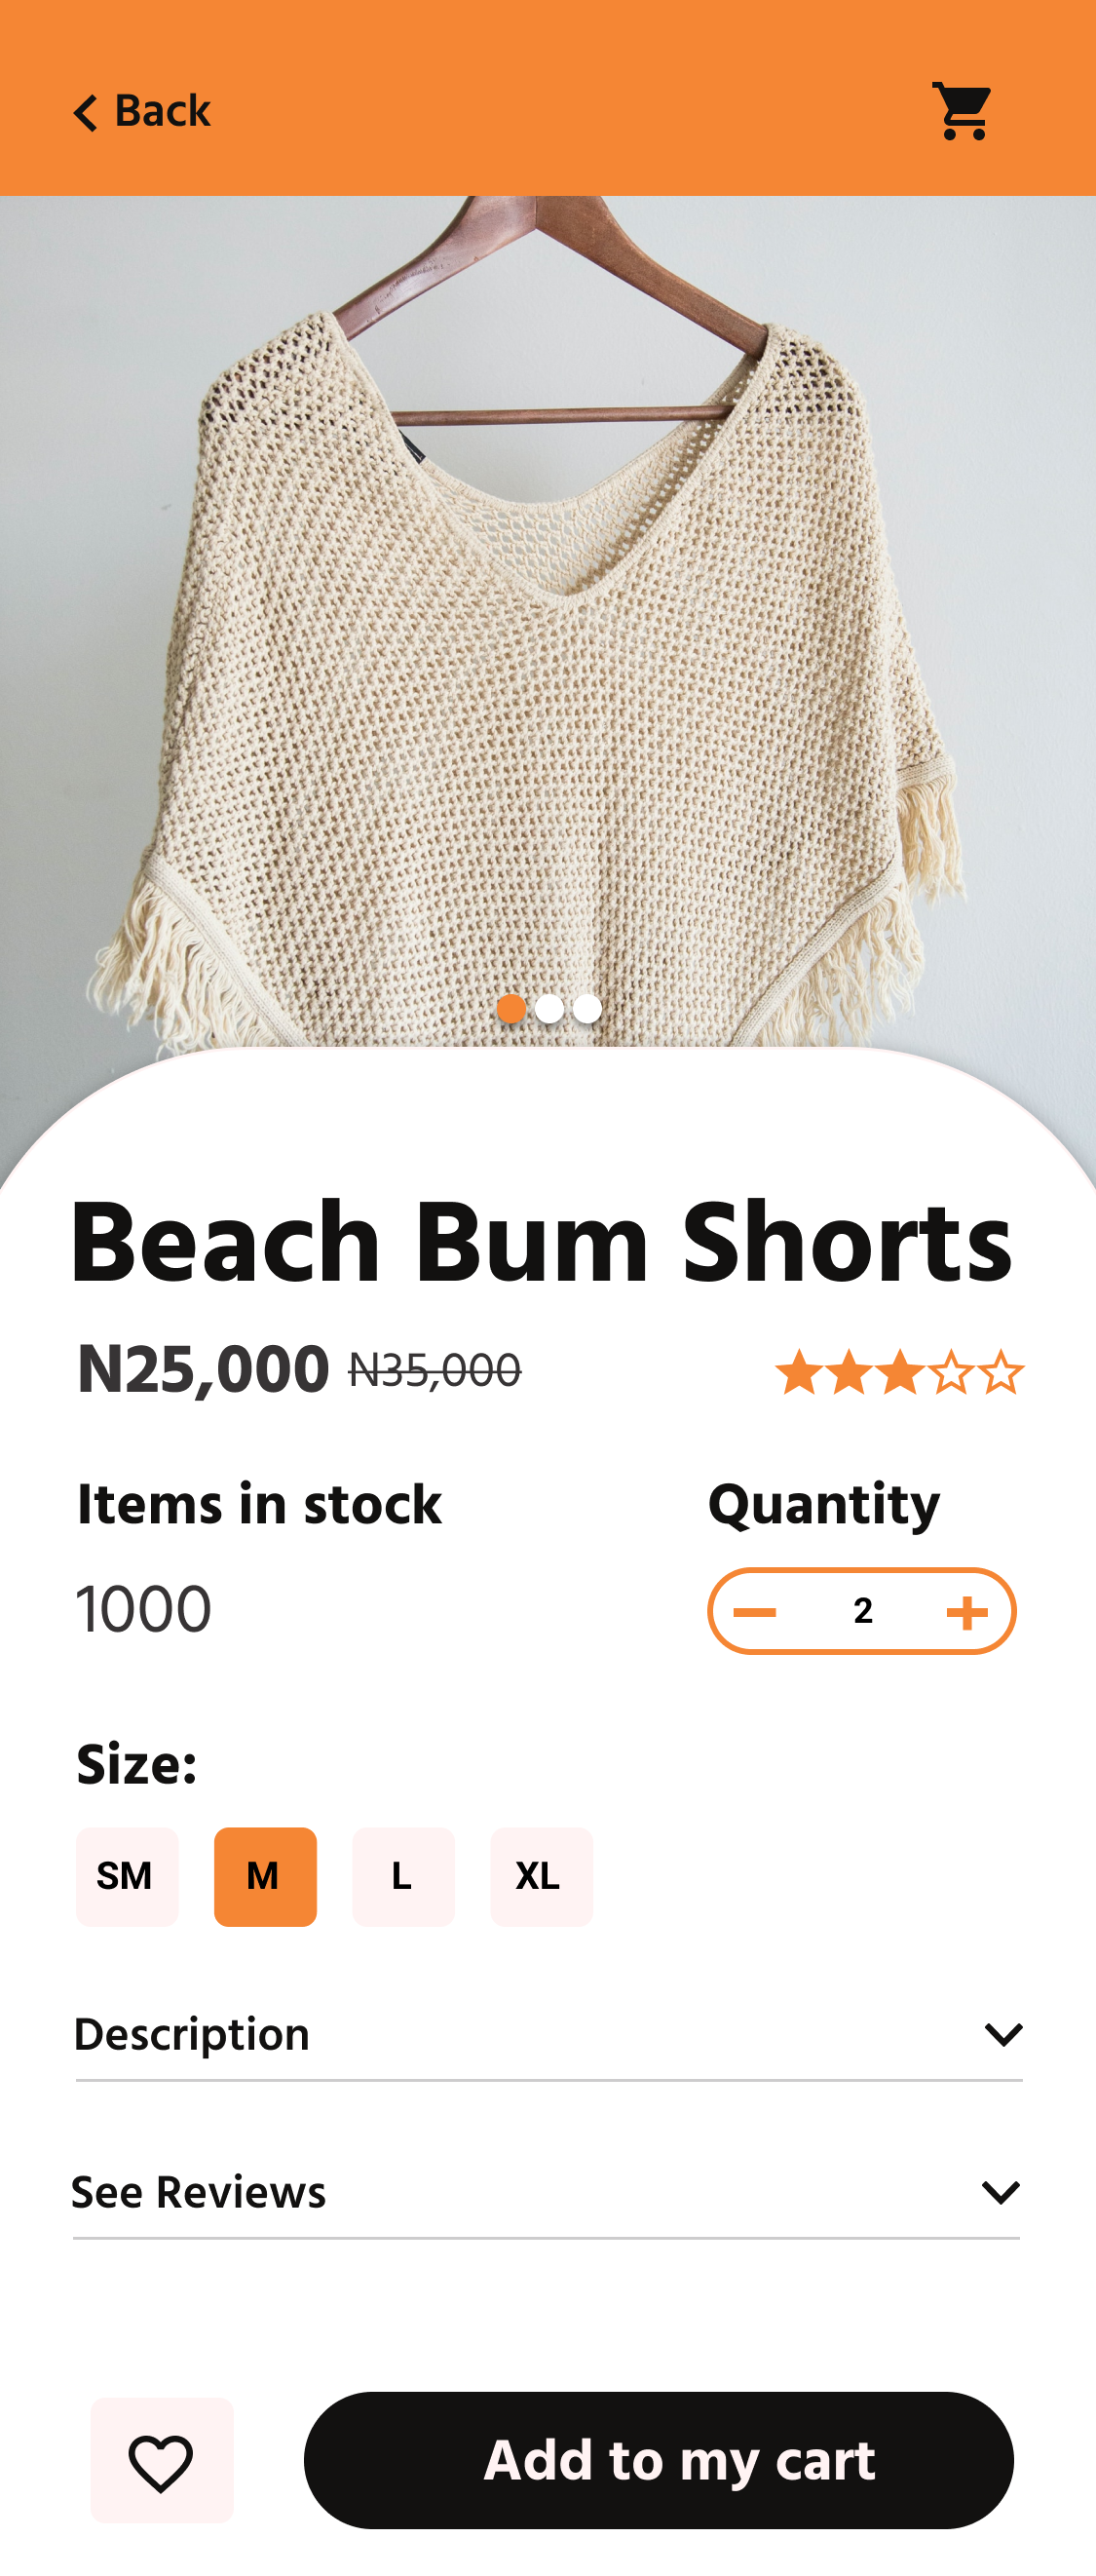 Back
Beach Bum Shorts
N25,000 N35,000
Items in stock Quantity
1000 2
Size:
SM M L XL
Description
See Reviews
Add to my cart